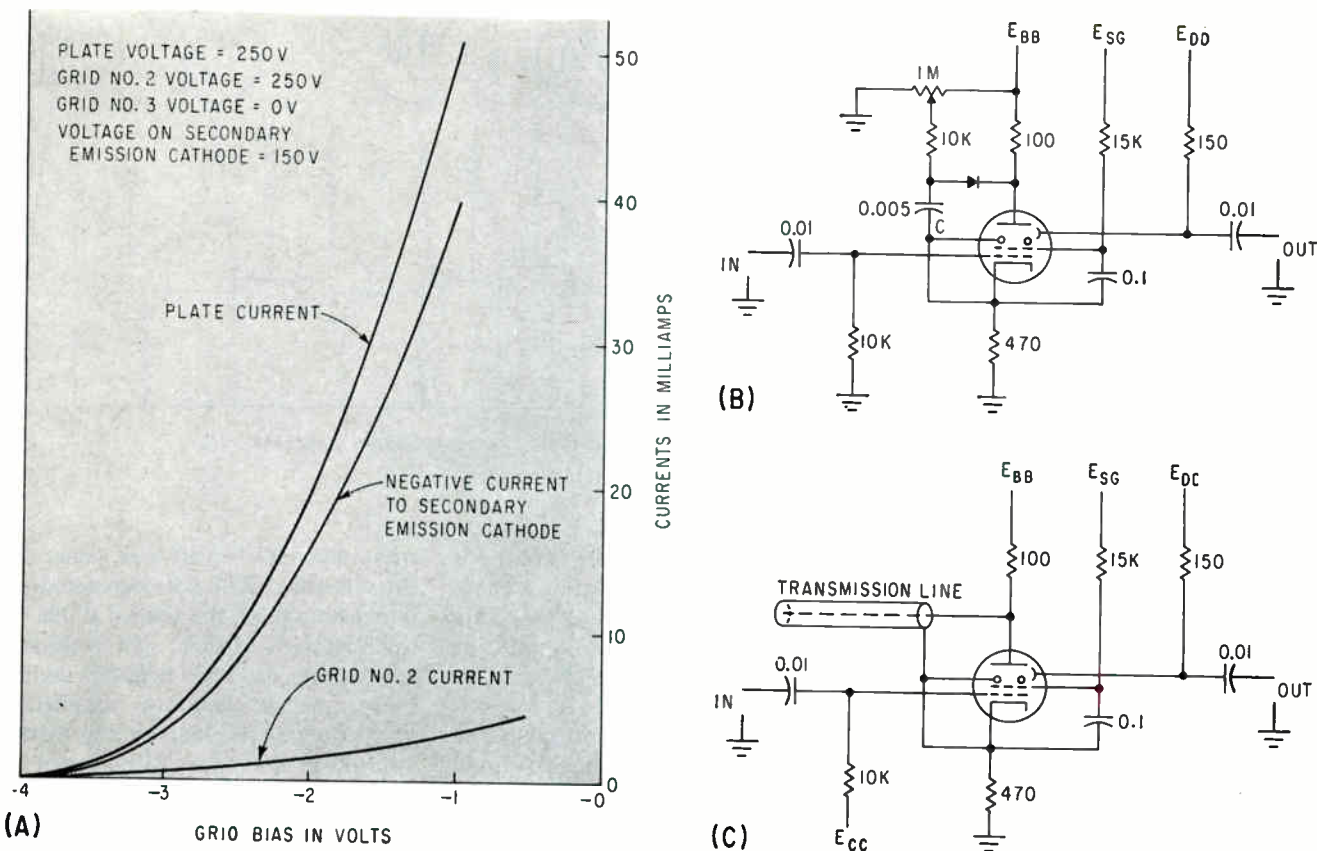 PLATE VOLTAGE = 250V
GRID NO. 2 VOLTAGE = 250V
GRID NO. 3 VOLTAGE = 0V
VOLTAGE ON SECONDARY
EMISSION CATHODE = 150V
PLATE CURRENT
NEGATIVE CURRENT
TO SECONDARY
EMISSION CATHODE
GRID NO. 2 CURRENT
50
40
30
20
10
0
CURRENTS IN MILLIAMPS
-4
-3
-2
-1
-0
GRIO BIAS IN VOLTS
(A)
EBB
ESG
EDD
1M
10K
100
15K
150
0.005
C
0.01
0.01
IN
OUT
0.1
10K
470
(B)
EBB
ESG
EDC
100
15K
150
TRANSMISSION LINE
0.01
0.01
IN
OUT
0.1
10K
470
ECC
(C)